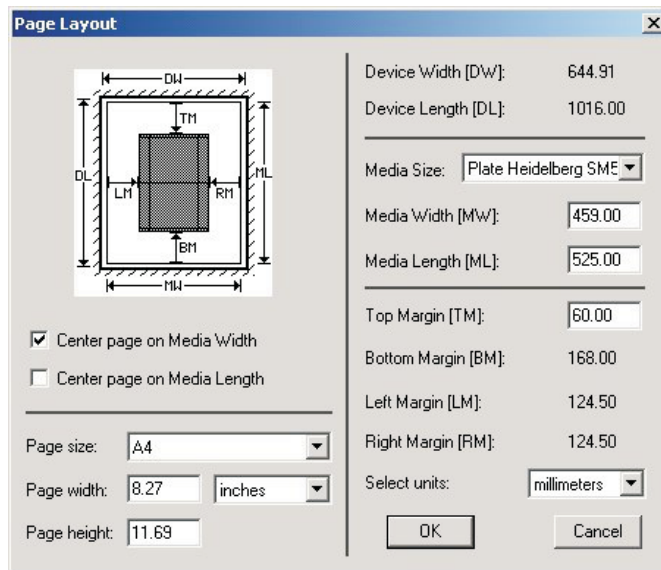 Page Layout
DW
TM
DL
ML
LM
RM
BM
MW
Center page on Media Width
Center page on Media Length
Page size: A4
Page width: 8.27 inches
Page height: 11.69
Device Width [DW]: 644.91
Device Length [DL]: 1016.00
Media Size: Plate Heidelberg SM5
Media Width [MW]: 459.00
Media Length [ML]: 525.00
Top Margin [TM]: 60.00
Bottom Margin [BM]: 168.00
Left Margin [LM]: 124.50
Right Margin [RM]: 124.50
Select units: millimeters
OK Cancel